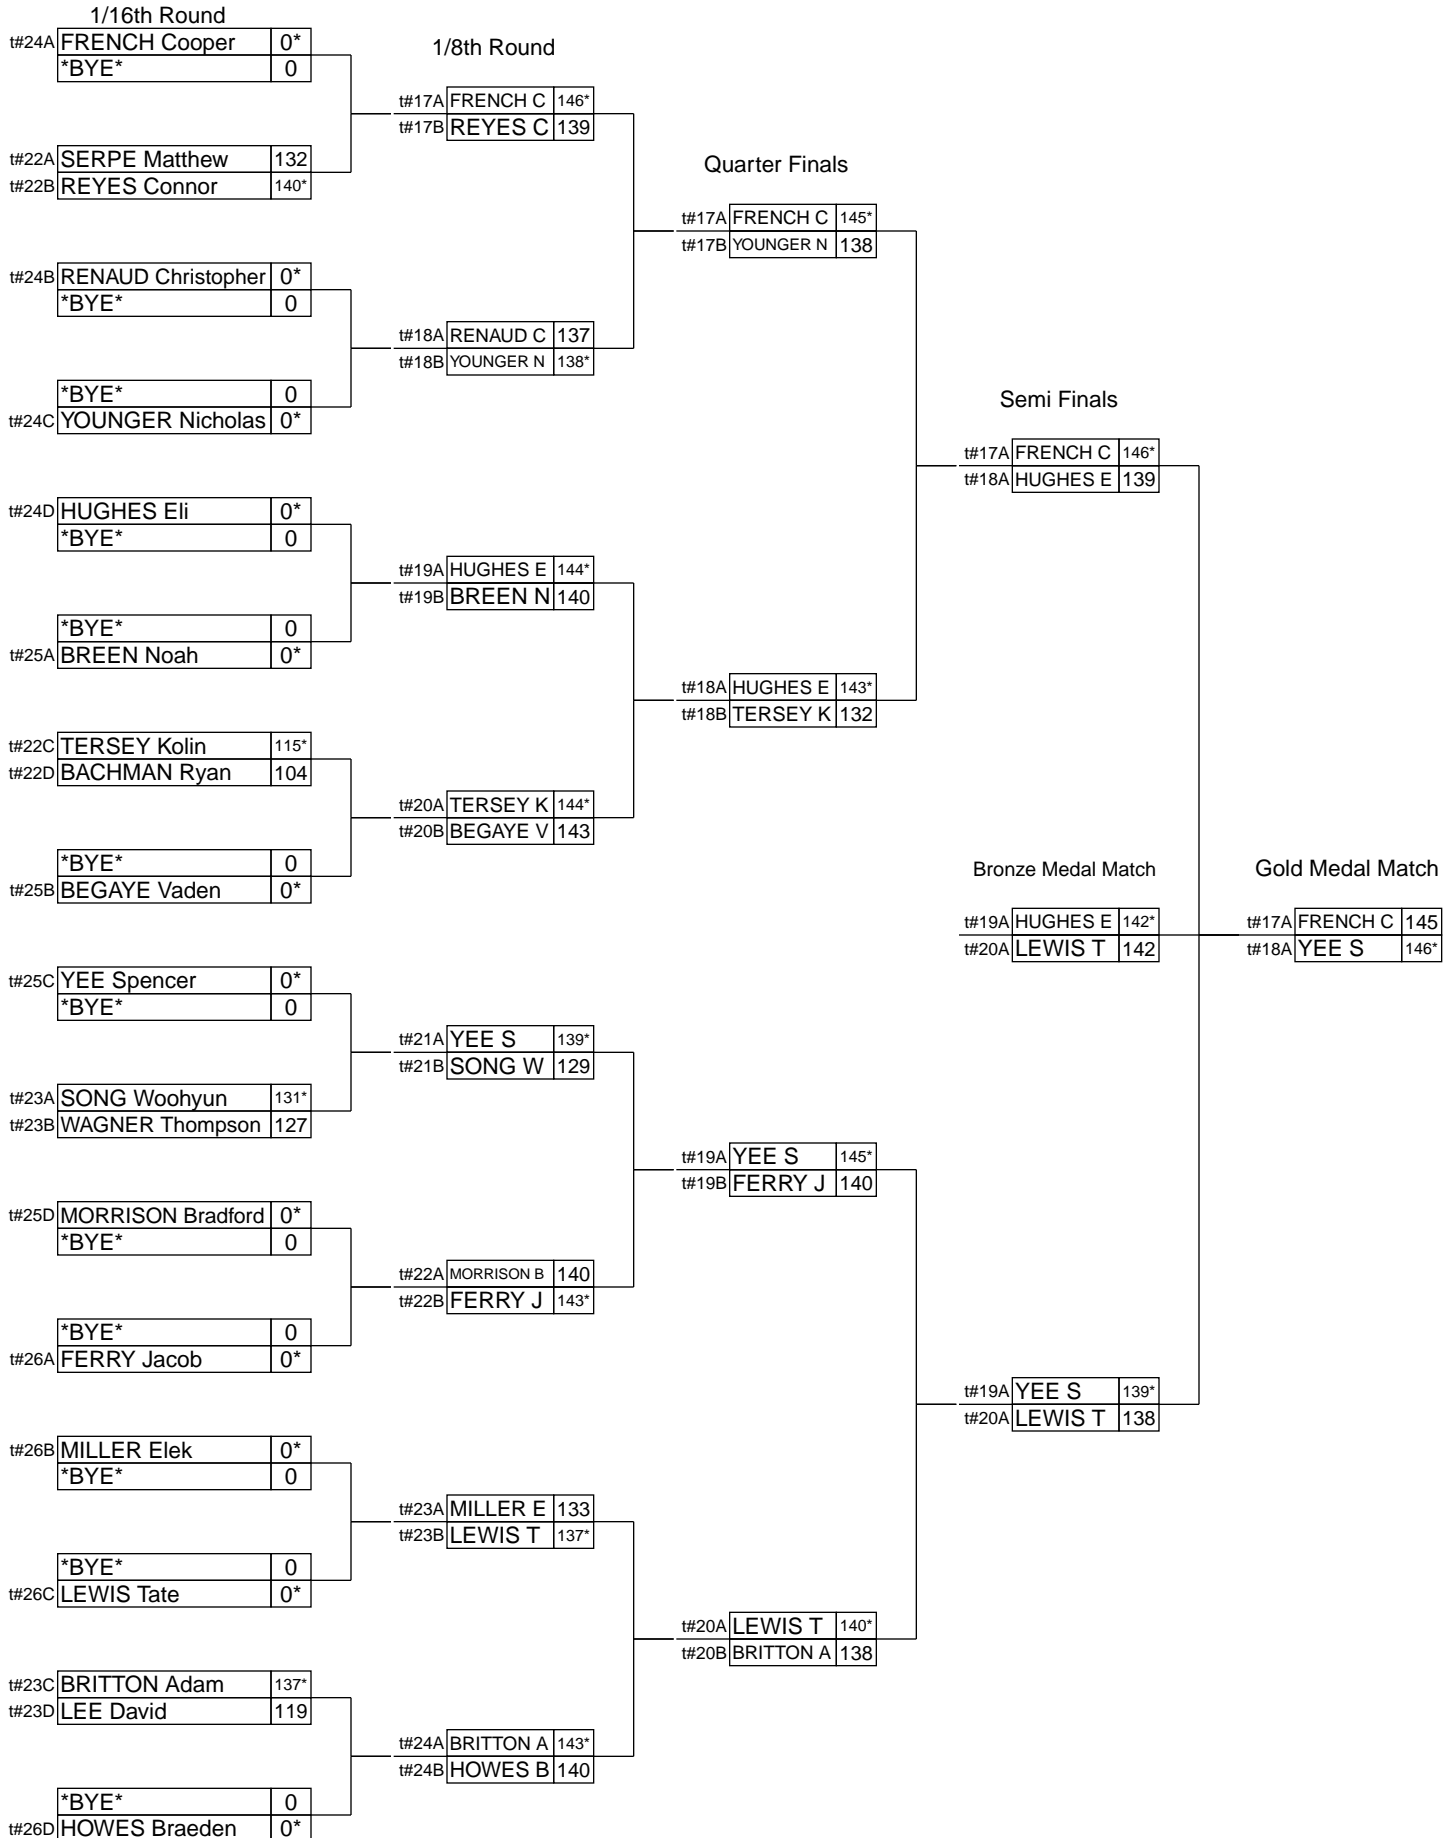 1/16th Round
t#24A FRENCH Cooper 0*
*BYE* 0
t#22A SERPE Matthew 132
t#22B REYES Connor 140*
t#24B RENAUD Christopher 0*
*BYE* 0
*BYE* 0
t#24C YOUNGER Nicholas 0*
t#24D HUGHES Eli 0*
*BYE* 0
*BYE* 0
t#25A BREEN Noah 0*
t#22C TERSEY Kolin 115*
t#22D BACHMAN Ryan 104
*BYE* 0
t#25B BEGAYE Vaden 0*
t#25C YEE Spencer 0*
*BYE* 0
t#23A SONG Woohyun 131*
t#23B WAGNER Thompson 127
t#25D MORRISON Bradford 0*
*BYE* 0
*BYE* 0
t#26A FERRY Jacob 0*
t#26B MILLER Elek 0*
*BYE* 0
*BYE* 0
t#26C LEWIS Tate 0*
t#23C BRITTON Adam 137*
t#23D LEE David 119
*BYE* 0
t#26D HOWES Braeden 0*
1/8th Round
t#17A FRENCH C 146*
t#17B REYES C 139
t#18A RENAUD C 137
t#18B YOUNGER N 138*
t#19A HUGHES E 144*
t#19B BREEN N 140
t#20A TERSEY K 144*
t#20B BEGAYE V 143
t#21A YEE S 139*
t#21B SONG W 129
t#22A MORRISON B 140
t#22B FERRY J 143*
t#23A MILLER E 133
t#23B LEWIS T 137*
t#24A BRITTON A 143*
t#24B HOWES B 140
Quarter Finals
t#17A FRENCH C 145*
t#17B YOUNGER N 138
t#18A HUGHES E 143*
t#18B TERSEY K 132
t#19A YEE S 145*
t#19B FERRY J 140
t#20A LEWIS T 140*
t#20B BRITTON A 138
Semi Finals
t#17A FRENCH C 146*
t#18A HUGHES E 139
t#19A YEE S 139*
t#20A LEWIS T 138
Bronze Medal Match
t#19A HUGHES E 142*
t#20A LEWIS T 142
Gold Medal Match
t#17A FRENCH C 145
t#18A YEE S 146*